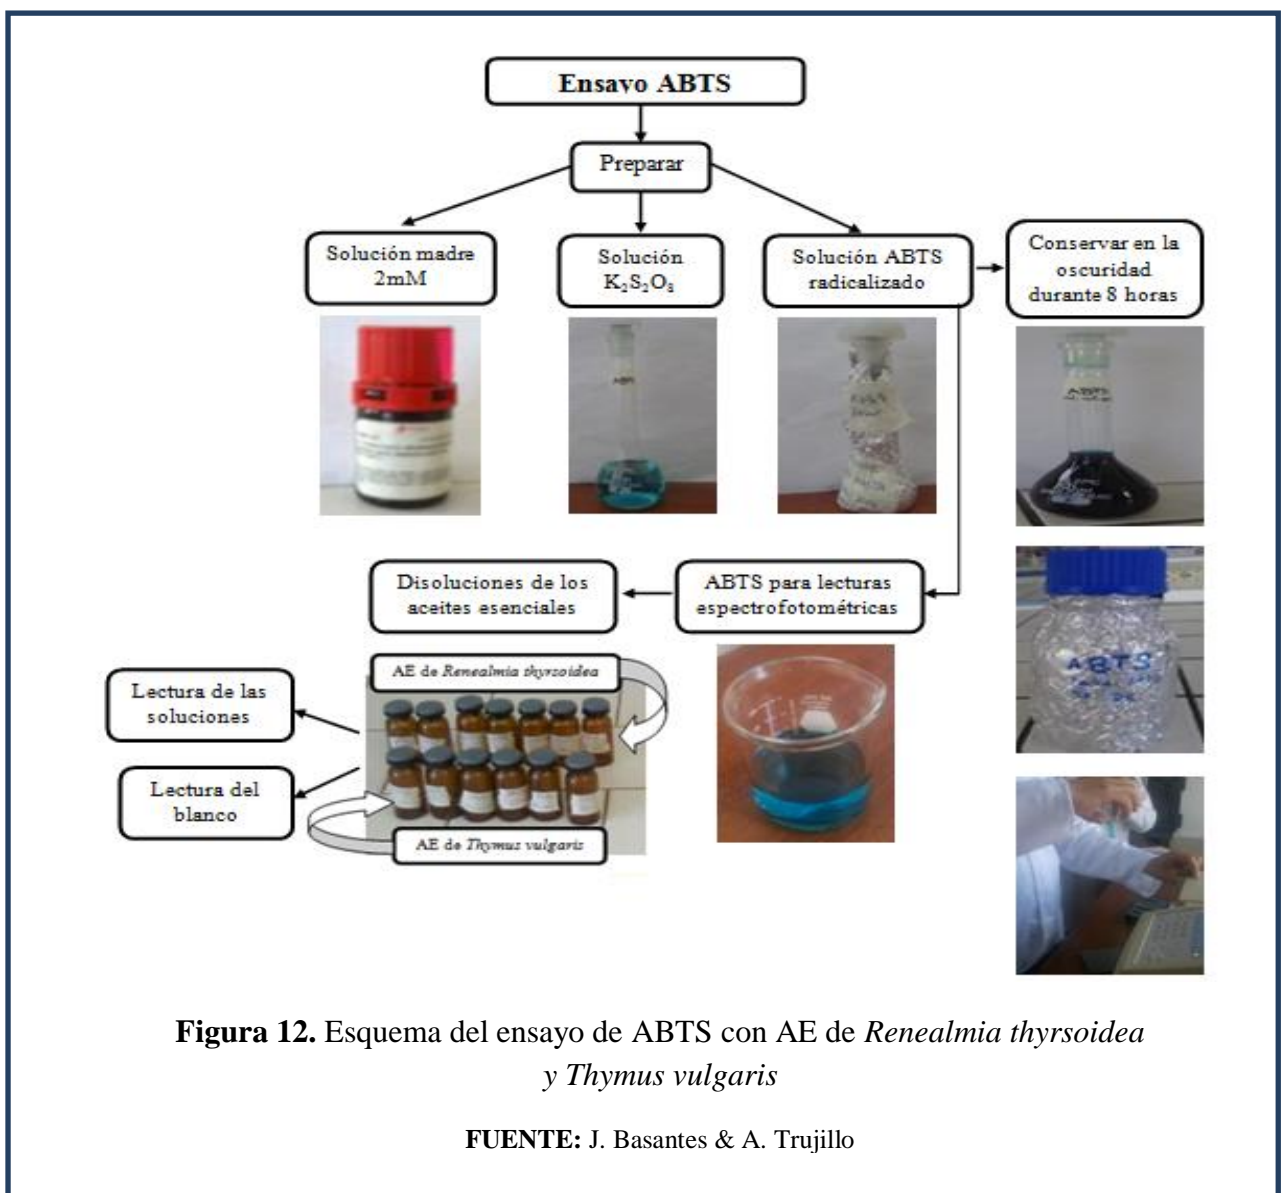 Ensayo ABTS
Preparar
Solución madre
2mM
Solución
K₂S₂O₈
Solución ABTS
radicalizado
Conservar en la
oscuridad
durante 8 horas
ABTS
ABTS
Disoluciones de los
aceites esenciales
ABTS para lecturas
espectrofotométricas
ABTS
AE de Renealmia thyrsoidea
Lectura de las
soluciones
Lectura del
blanco
AE de Thymus vulgaris
Figura 12. Esquema del ensayo de ABTS con AE de Renealmia thyrsoidea
y Thymus vulgaris
FUENTE: J. Basantes & A. Trujillo